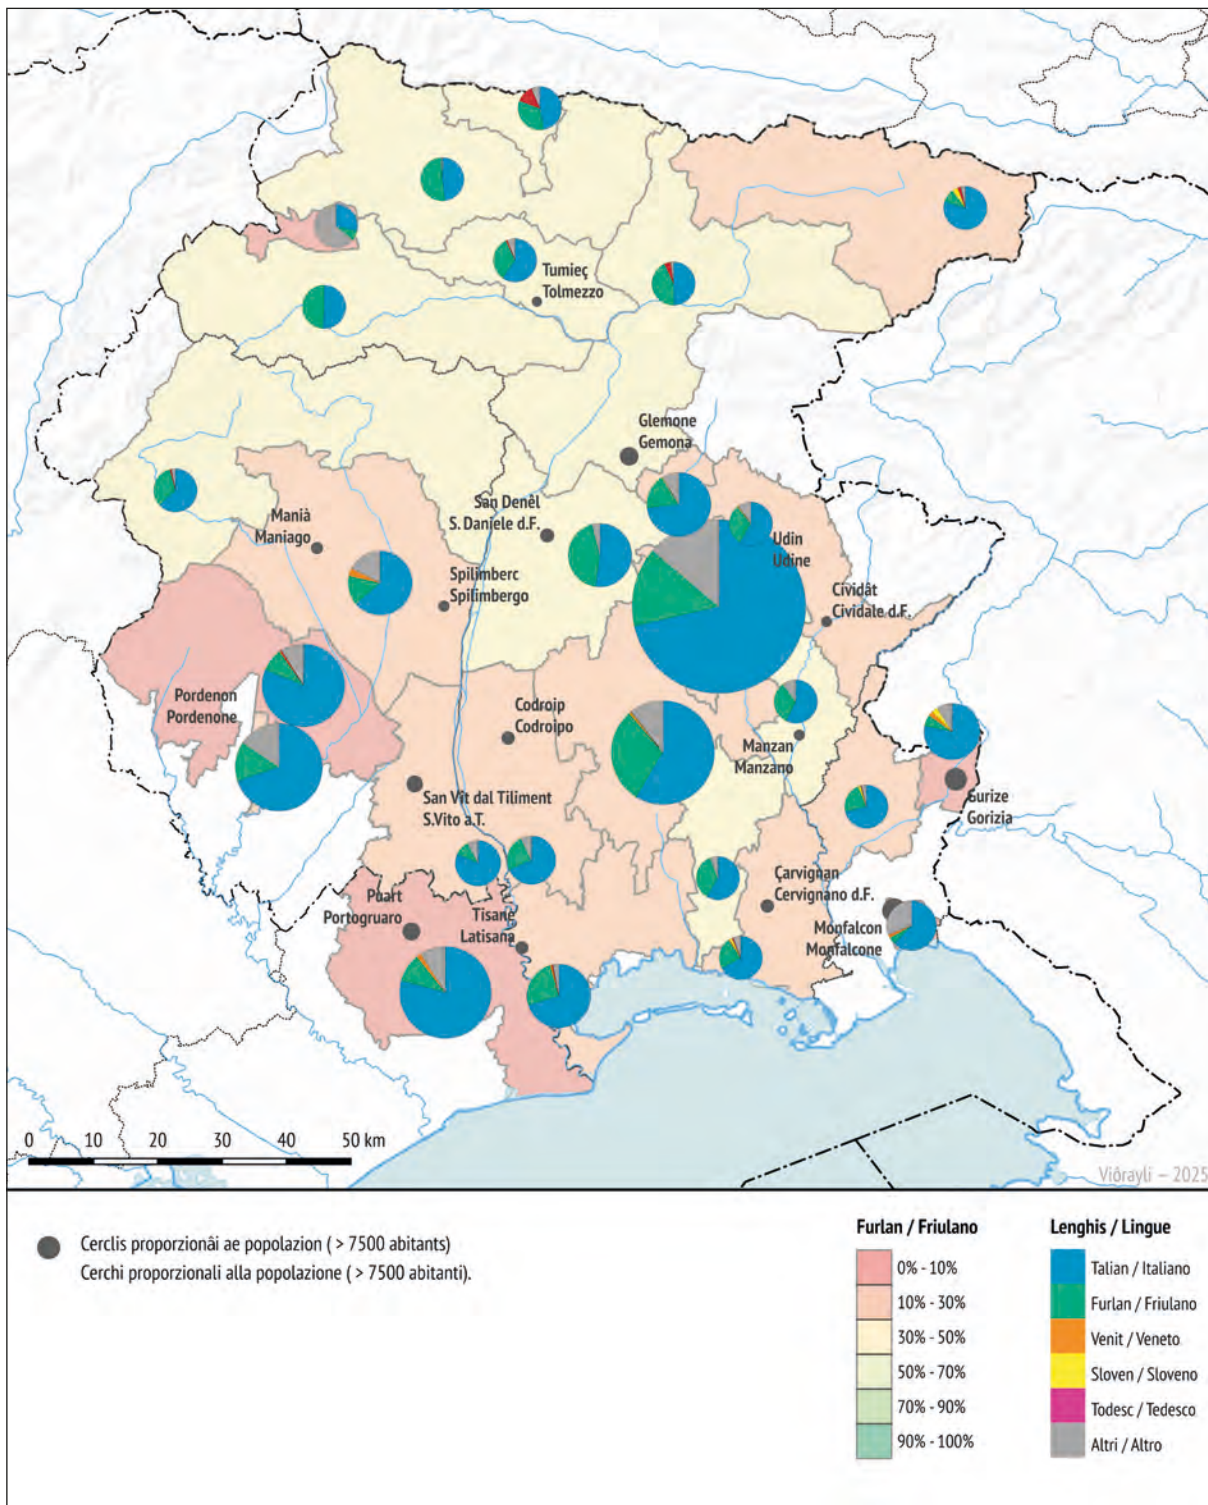 Tumieç
Tolmezzo
Glemone
Gemona
San Denêl
S. Daniele d.F.
Manià
Maniago
Spilimberc
Spilimbergo
Udin
Udine
Cividât
Cividale d.F.
Pordenon
Pordenone
Codroip
Codroipo
Manzan
Manzano
San Vit dal Tiliment
S.Vito a.T.
Gurize
Gorizia
Çarvignan
Cervignano d.F.
Puart
Portogruaro
Tisane
Latisana
Monfalcon
Monfalcone
0 10 20 30 40 50 km
Viôrayli – 2025
Cerclis proporzionâi ae popolazion ( > 7500 abitants)
Cerchi proporzionali alla popolazione ( > 7500 abitanti).
Furlan / Friulano
0% - 10%
10% - 30%
30% - 50%
50% - 70%
70% - 90%
90% - 100%
Lenghis / Lingue
Talian / Italiano
Furlan / Friulano
Venit / Veneto
Sloven / Sloveno
Todesc / Tedesco
Altri / Altro